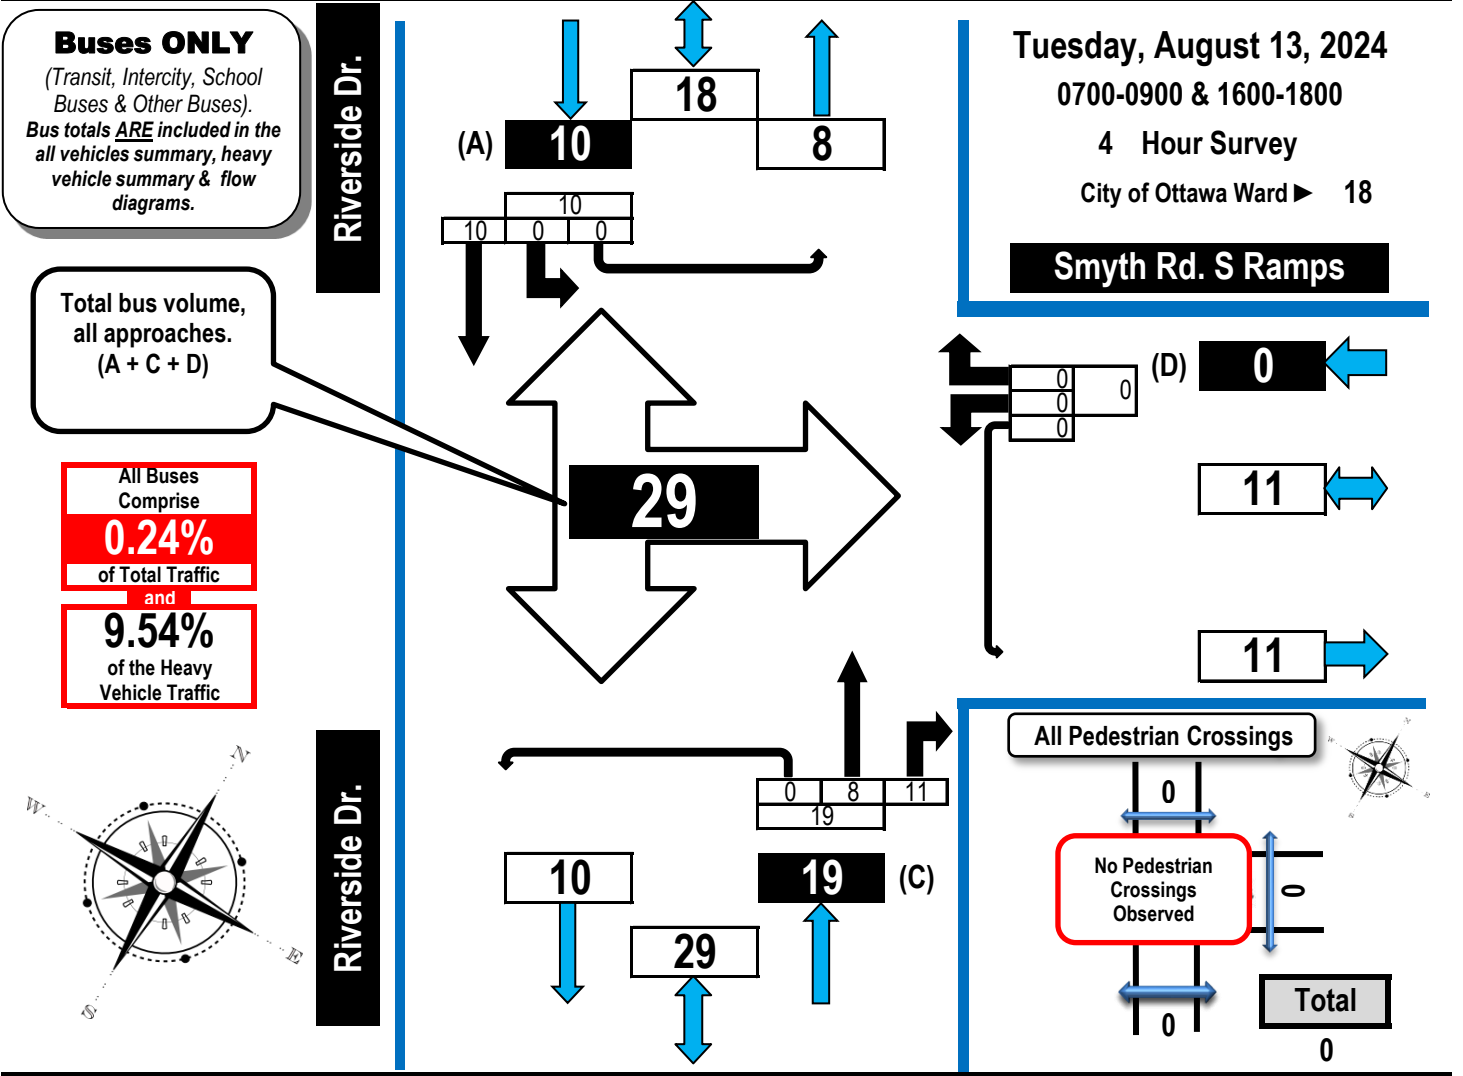 Buses ONLY
(Transit, Intercity, School
Buses & Other Buses).
Bus totals ARE included in the
all vehicles summary, heavy
vehicle summary & flow
diagrams.
Riverside Dr.
18
(A)
10
8
10
10
0
0
Tuesday, August 13, 2024
0700-0900 & 1600-1800
4 Hour Survey
City of Ottawa Ward ► 18
Smyth Rd. S Ramps
Total bus volume,
all approaches.
(A + C + D)
0
0
0
0
(D)
0
29
11
11
All Buses
Comprise
0.24%
of Total Traffic
and
9.54%
of the Heavy
Vehicle Traffic
N
W
E
S
Riverside Dr.
0
8
11
19
10
19
(C)
29
All Pedestrian Crossings
N
W
E
S
0
No Pedestrian
Crossings
Observed
0
0
Total
0